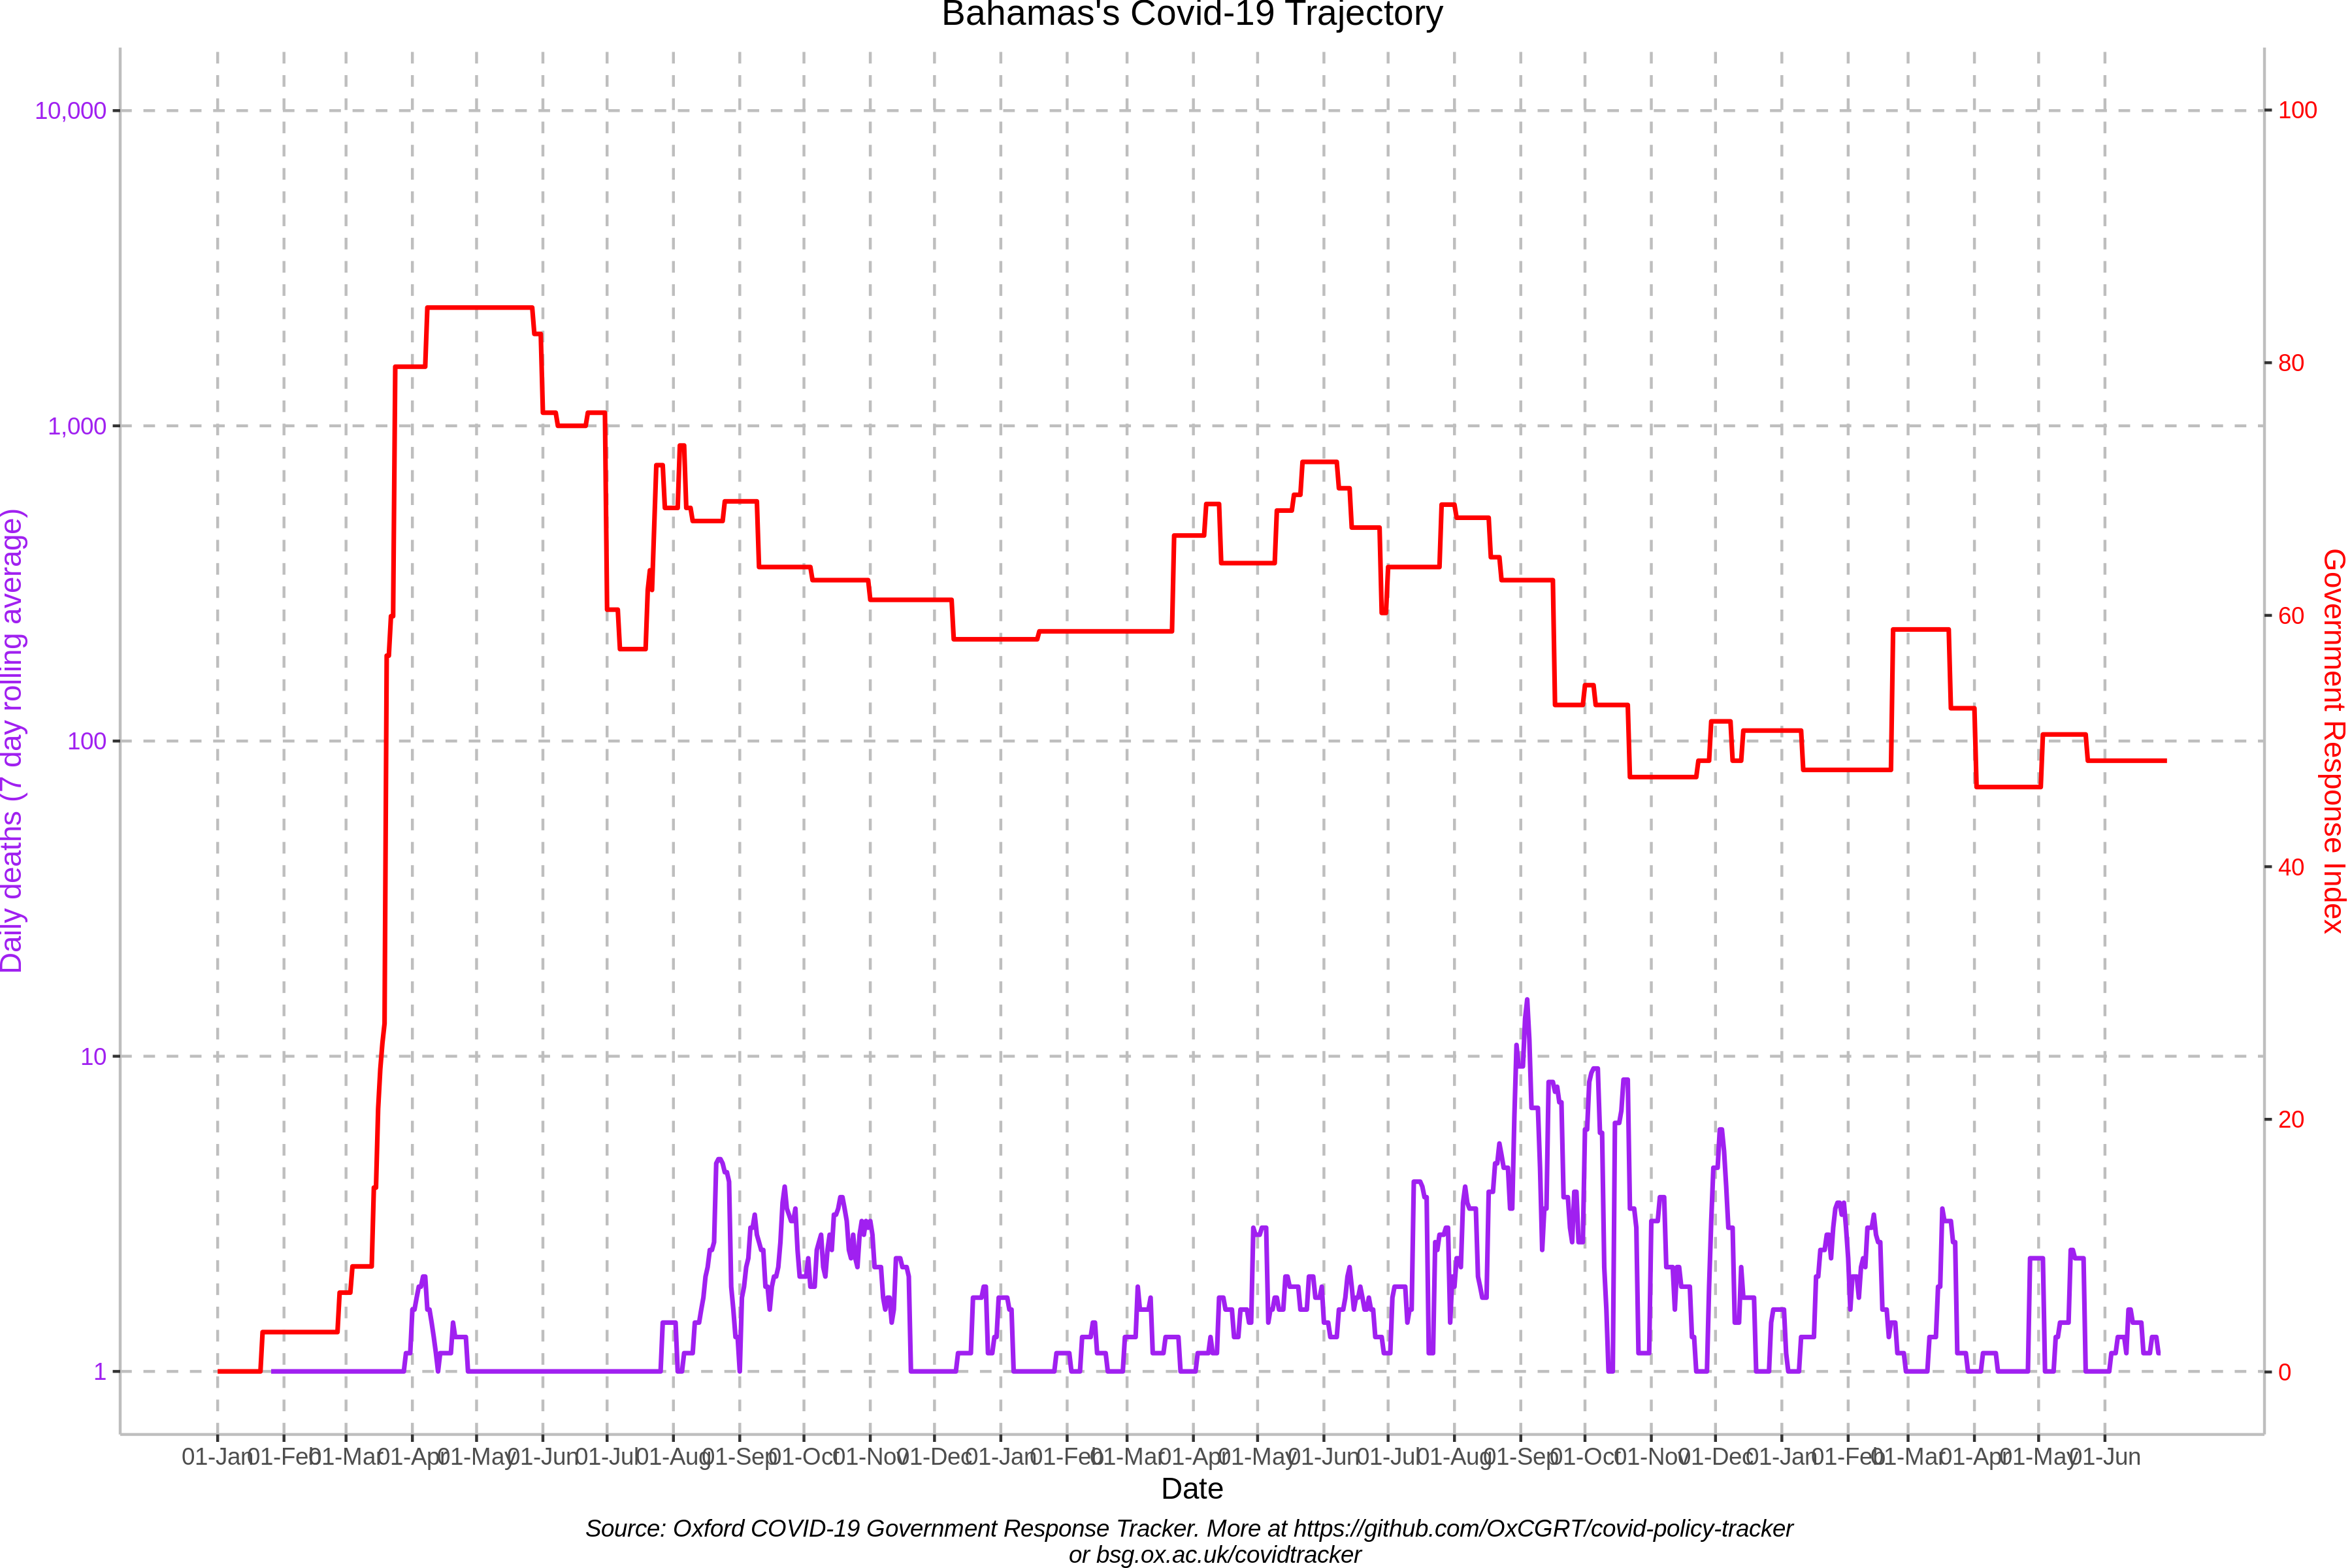 Bahamas's Covid-19 Trajectory
10,000
1,000
100
10
1
Daily deaths (7 day rolling average)
100
80
60
40
20
0
Government Response Index
01-Jan 01-Feb 01-Mar 01-Apr 01-May 01-Jun 01-Jul 01-Aug 01-Sep 01-Oct 01-Nov 01-Dec 01-Jan 01-Feb 01-Mar 01-Apr 01-May 01-Jun 01-Jul 01-Aug 01-Sep 01-Oct 01-Nov 01-Dec 01-Jan 01-Feb 01-Mar 01-Apr 01-May 01-Jun
Date
Source: Oxford COVID-19 Government Response Tracker. More at https://github.com/OxCGRT/covid-policy-tracker
or bsg.ox.ac.uk/covidtracker